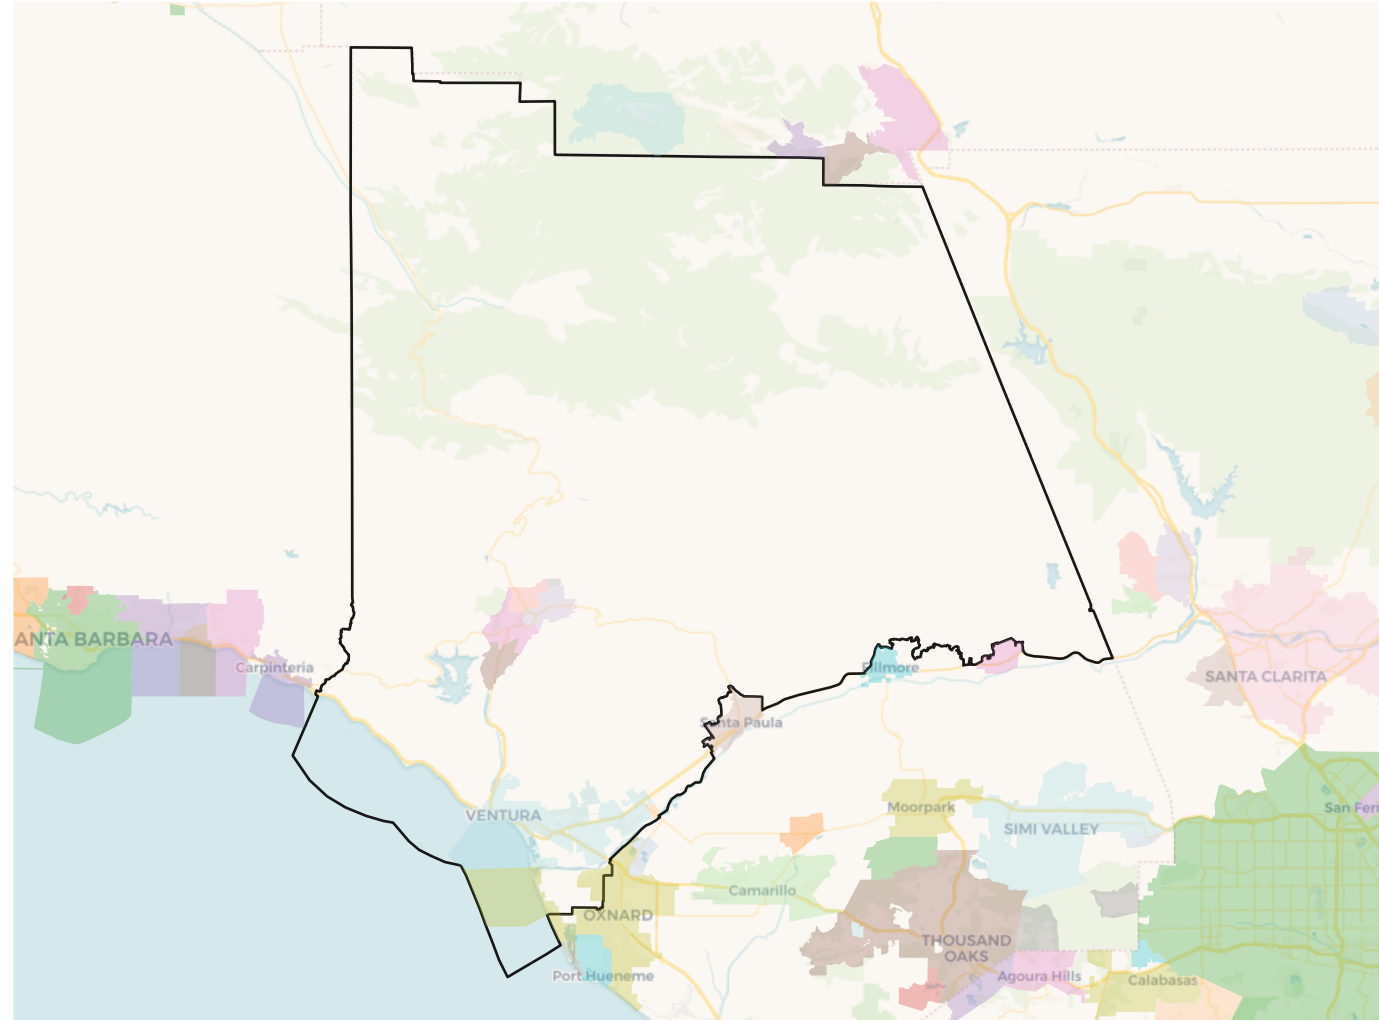 ANTA BARBARA
Carpinteria
Fillmore
SANTA CLARITA
Santa Paula
VENTURA
Moorpark
SIMI VALLEY
San Fern
Camarillo
OXNARD
THOUSAND
OAKS
Port Hueneme
Agoura Hills
Calabasas